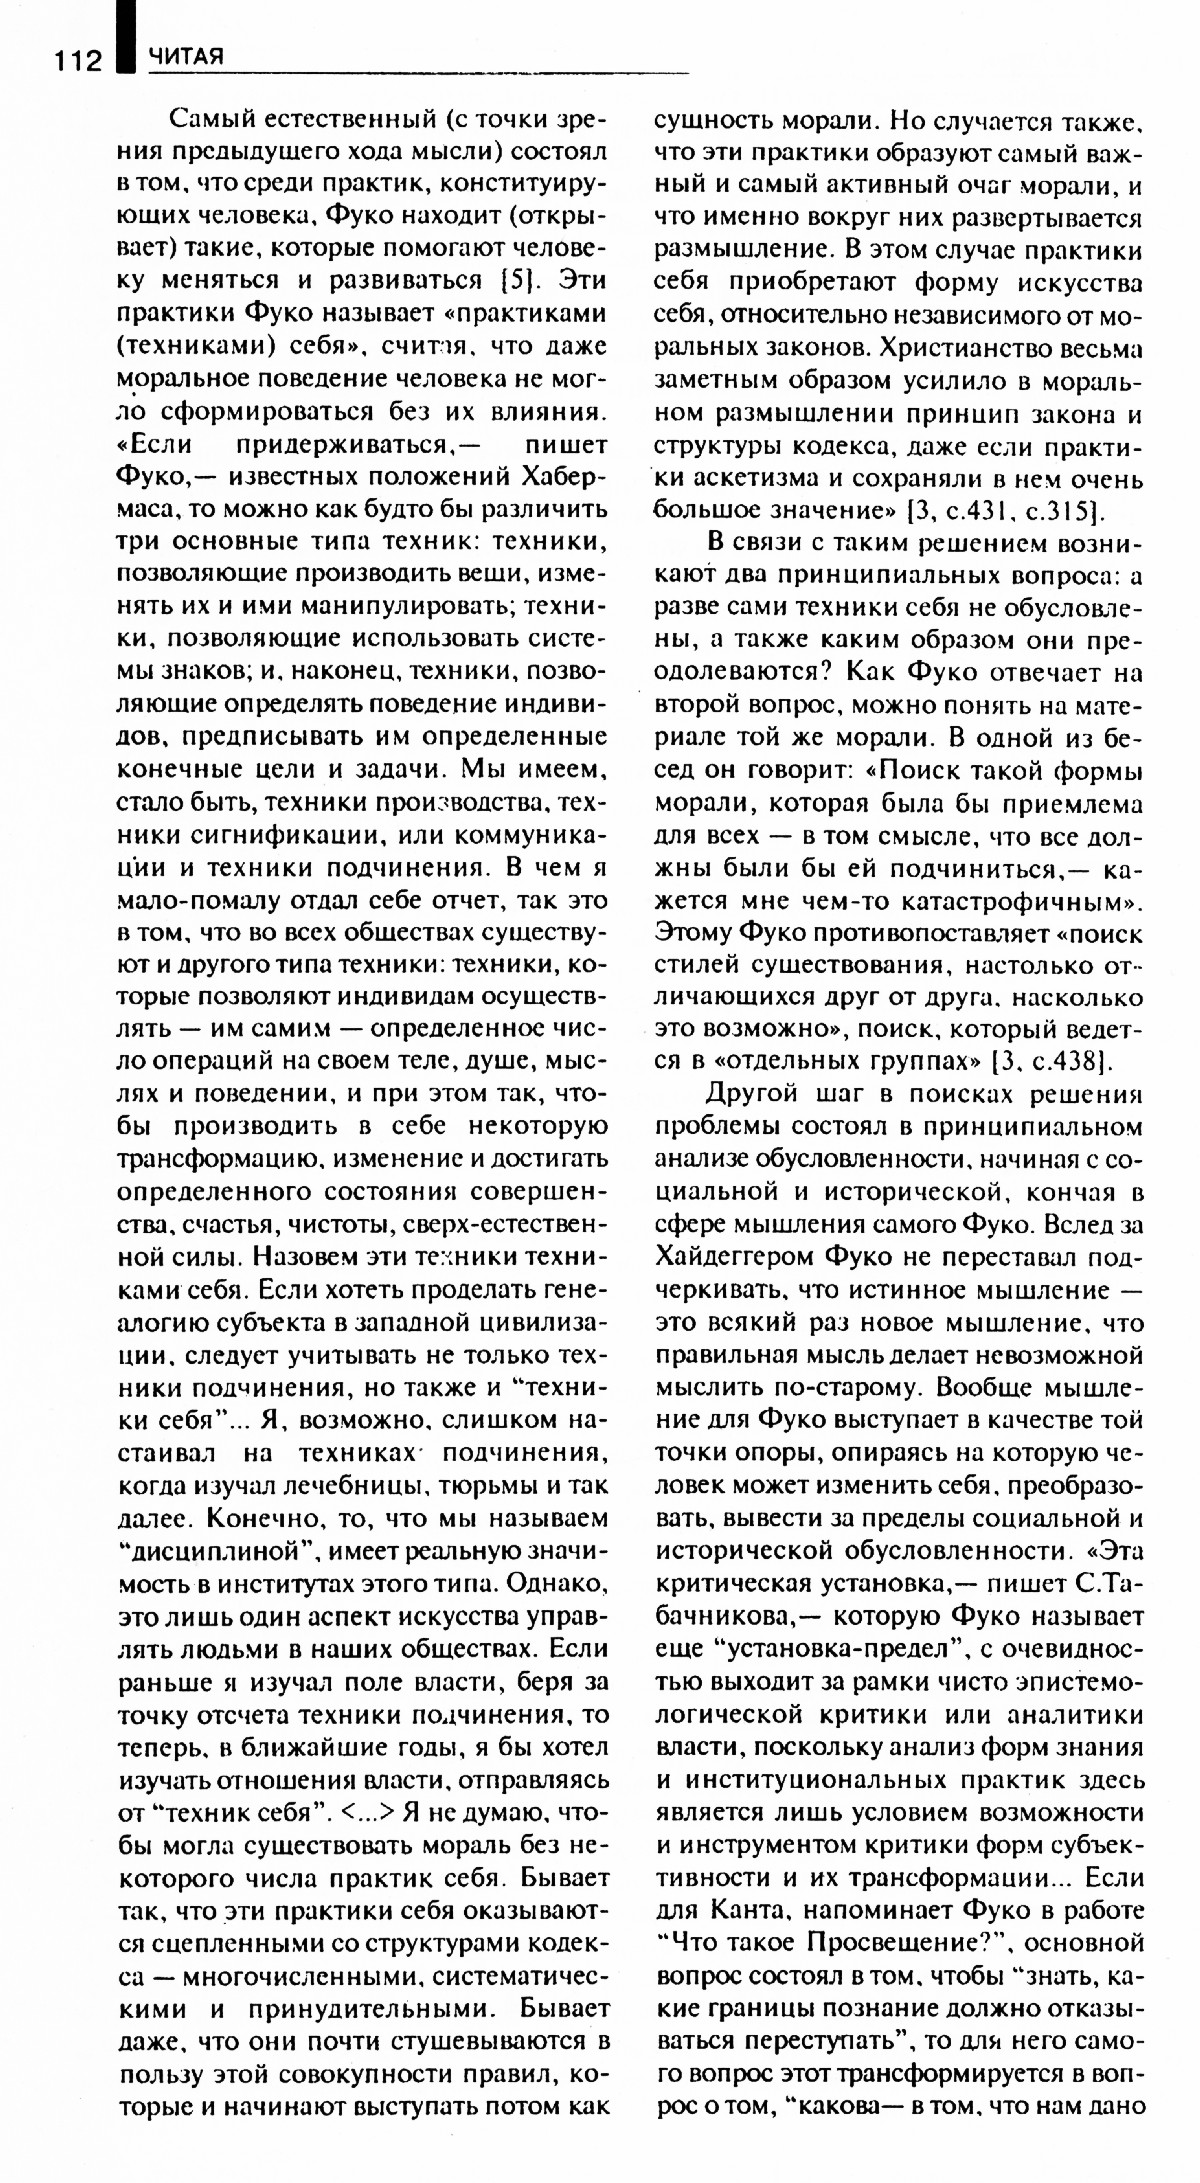 112
ЧИТАЯ
Самый естественный (с точки зре-
ния предыдущего хода мысли) состоял
в том, что среди практик, конституиру-
ющих человека, Фуко находит (откры-
вает) такие, которые помогают челове-
ку меняться и развиваться [5]. Эти
практики Фуко называет «практиками
(техниками) себя», считая, что даже
моральное поведение человека не мог-
ло сформироваться без их влияния.
«Если придерживаться,— пишет
Фуко,— известных положений Хабер-
маса, то можно как будто бы различить
три основные типа техник: техники,
позволяющие производить вещи, изме-
нять их и ими манипулировать; техни-
ки, позволяющие использовать систе-
мы знаков; и, наконец, техники, позво-
ляющие определять поведение индиви-
дов, предписывать им определенные
конечные цели и задачи. Мы имеем,
стало быть, техники производства, тех-
ники сигнификации, или коммуника-
ции и техники подчинения. В чем я
мало-помалу отдал себе отчет, так это
в том, что во всех обществах существу-
ют и другого типа техники: техники, ко-
торые позволяют индивидам осуществ-
лять — им самим — определенное чис-
ло операций на своем теле, душе, мыс-
лях и поведении, и при этом так, что-
бы производить в себе некоторую
трансформацию, изменение и достигать
определенного состояния совершен-
ства, счастья, чистоты, сверх-естествен-
ной силы. Назовем эти техники техни-
ками себя. Если хотеть проделать гене-
алогию субъекта в западной цивилиза-
ции, следует учитывать не только тех-
ники подчинения, но также и “техни-
ки себя”... Я, возможно, слишком на-
стаивал на техниках подчинения,
когда изучал лечебницы, тюрьмы и так
далее. Конечно, то, что мы называем
“дисциплиной”, имеет реальную значи-
мость в институтах этого типа. Однако,
это лишь один аспект искусства управ-
лять людьми в наших обществах. Если
раньше я изучал поле власти, беря за
точку отсчета техники подчинения, то
теперь, в ближайшие годы, я бы хотел
изучать отношения власти, отправляясь
от “техник себя”. <...> Я не думаю, что-
бы могла существовать мораль без не-
которого числа практик себя. Бывает
так, что эти практики себя оказывают-
ся сцепленными со структурами кодек-
са — многочисленными, систематичес-
кими и принудительными. Бывает
даже, что они почти стушевываются в
пользу этой совокупности правил, ко-
торые и начинают выступать потом как
сущность морали. Но случается также,
что эти практики образуют самый важ-
ный и самый активный очаг морали, и
что именно вокруг них развертывается
размышление. В этом случае практики
себя приобретают форму искусства
себя, относительно независимого от мо-
ральных законов. Христианство весьма
заметным образом усилило в мораль-
ном размышлении принцип закона и
структуры кодекса, даже если практи-
ки аскетизма и сохраняли в нем очень
большое значение» [3, с.431, с.315].
В связи с таким решением возни-
кают два принципиальных вопроса: а
разве сами техники себя не обусловле-
ны, а также каким образом они пре-
одолеваются? Как Фуко отвечает на
второй вопрос, можно понять на мате-
риале той же морали. В одной из бе-
сед он говорит: «Поиск такой формы
морали, которая была бы приемлема
для всех — в том смысле, что все дол-
жны были бы ей подчиниться,— ка-
жется мне чем-то катастрофичным».
Этому Фуко противопоставляет «поиск
стилей существования, настолько от-
личающихся друг от друга, насколько
это возможно», поиск, который ведет-
ся в «отдельных группах» [3, с.438].
Другой шаг в поисках решения
проблемы состоял в принципиальном
анализе обусловленности, начиная с со-
циальной и исторической, кончая в
сфере мышления самого Фуко. Вслед за
Хайдеггером Фуко не переставал под-
черкивать, что истинное мышление —
это всякий раз новое мышление, что
правильная мысль делает невозможной
мыслить по-старому. Вообще мышле-
ние для Фуко выступает в качестве той
точки опоры, опираясь на которую че-
ловек может изменить себя, преобразо-
вать, вывести за пределы социальной и
исторической обусловленности. «Эта
критическая установка,— пишет С.Та-
бачникова,— которую Фуко называет
еще “установка-предел”, с очевиднос-
тью выходит за рамки чисто эпистемо-
логической критики или аналитики
власти, поскольку анализ форм знания
и институциональных практик здесь
является лишь условием возможности
и инструментом критики форм субъек-
тивности и их трансформации... Если
для Канта, напоминает Фуко в работе
“Что такое Просвещение?”, основной
вопрос состоял в том, чтобы “знать, ка-
кие границы познание должно отказы-
ваться переступать”, то для него само-
го вопрос этот трансформируется в воп-
рос о том, “какова— в том, что нам дано